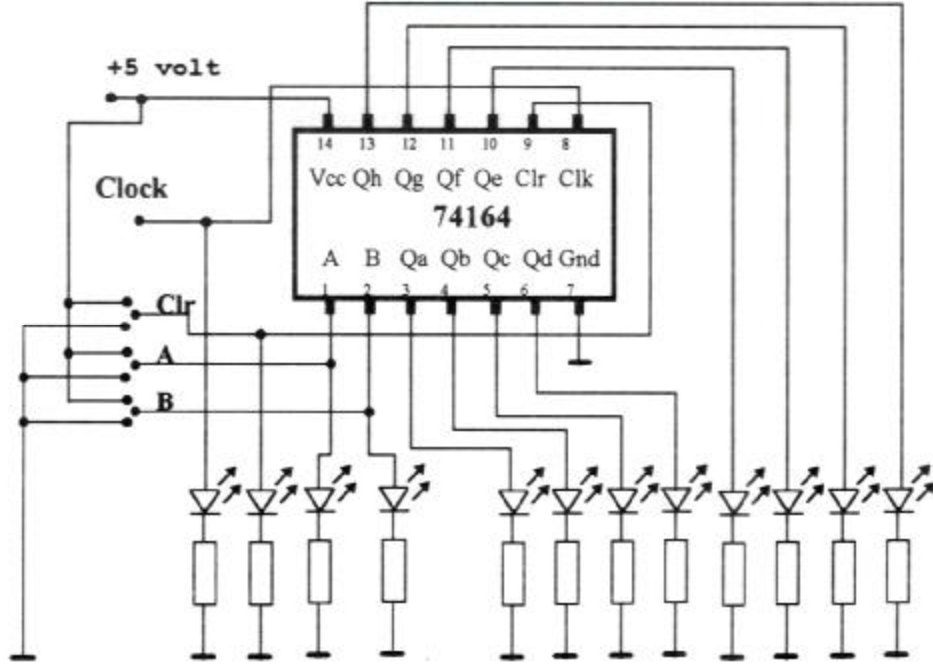 +5 volt
14 13 12 11 10 9 8
Vcc Qh Qg Qf Qe Clr Clk
Clock
74164
A B Qa Qb Qc Qd Gnd
1 2 3 4 5 6 7
Clr
A
B